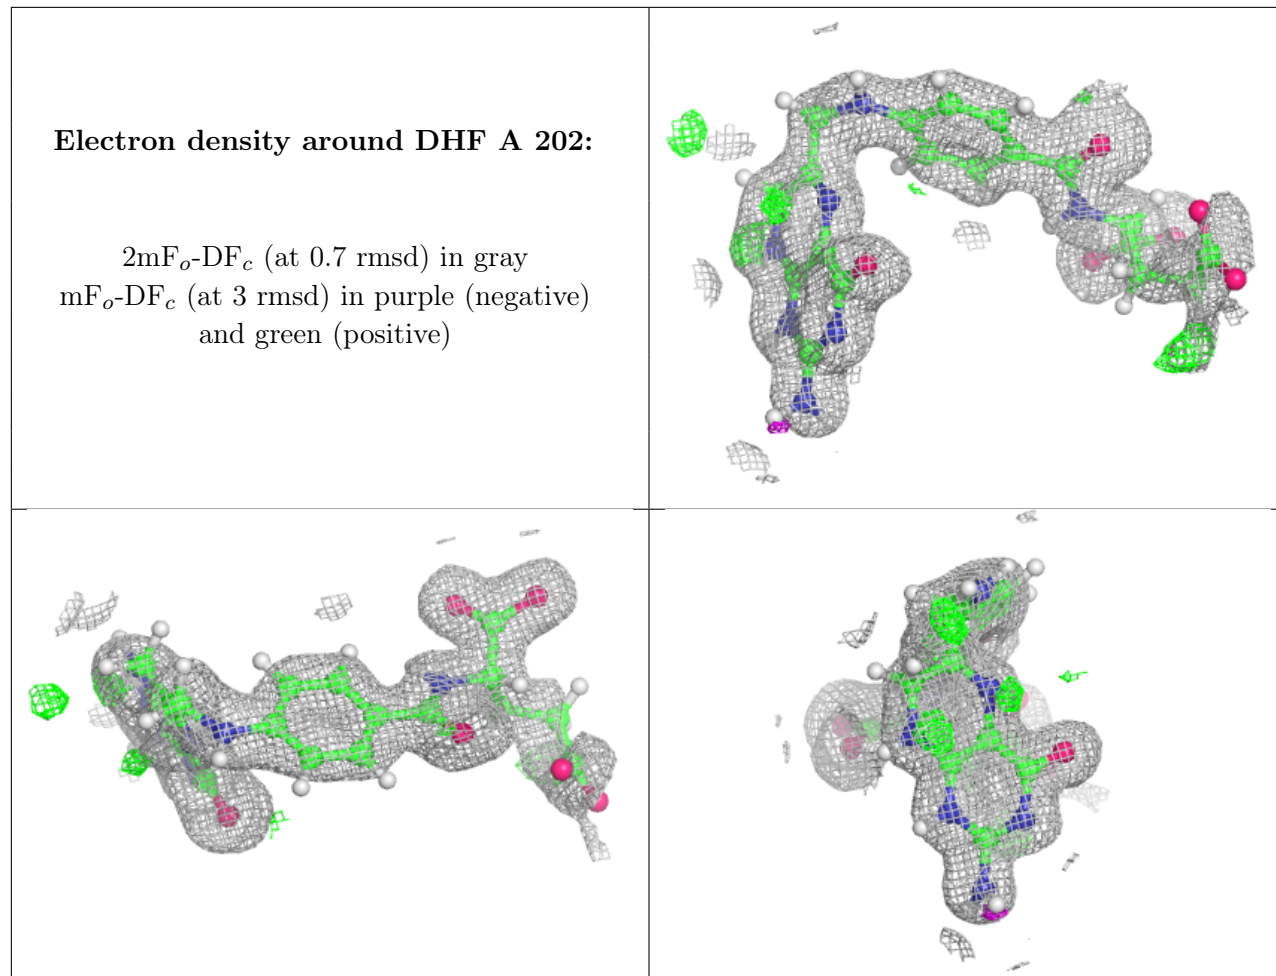 Electron density around DHF A 202:
2mFₒ-DF𝒸 (at 0.7 rmsd) in gray
mFₒ-DF𝒸 (at 3 rmsd) in purple (negative)
and green (positive)